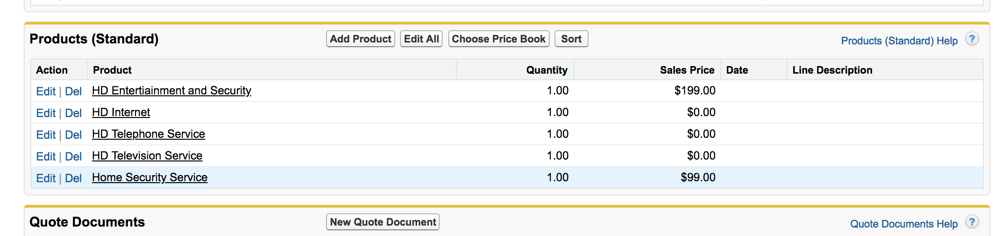 Products (Standard) Add Product Edit All Choose Price Book Sort Products (Standard) Help ?
Action Product Quantity Sales Price Date Line Description
Edit | Del HD Entertiainment and Security 1.00 $199.00
Edit | Del HD Internet 1.00 $0.00
Edit | Del HD Telephone Service 1.00 $0.00
Edit | Del HD Television Service 1.00 $0.00
Edit | Del Home Security Service 1.00 $99.00
Quote Documents New Quote Document Quote Documents Help ?